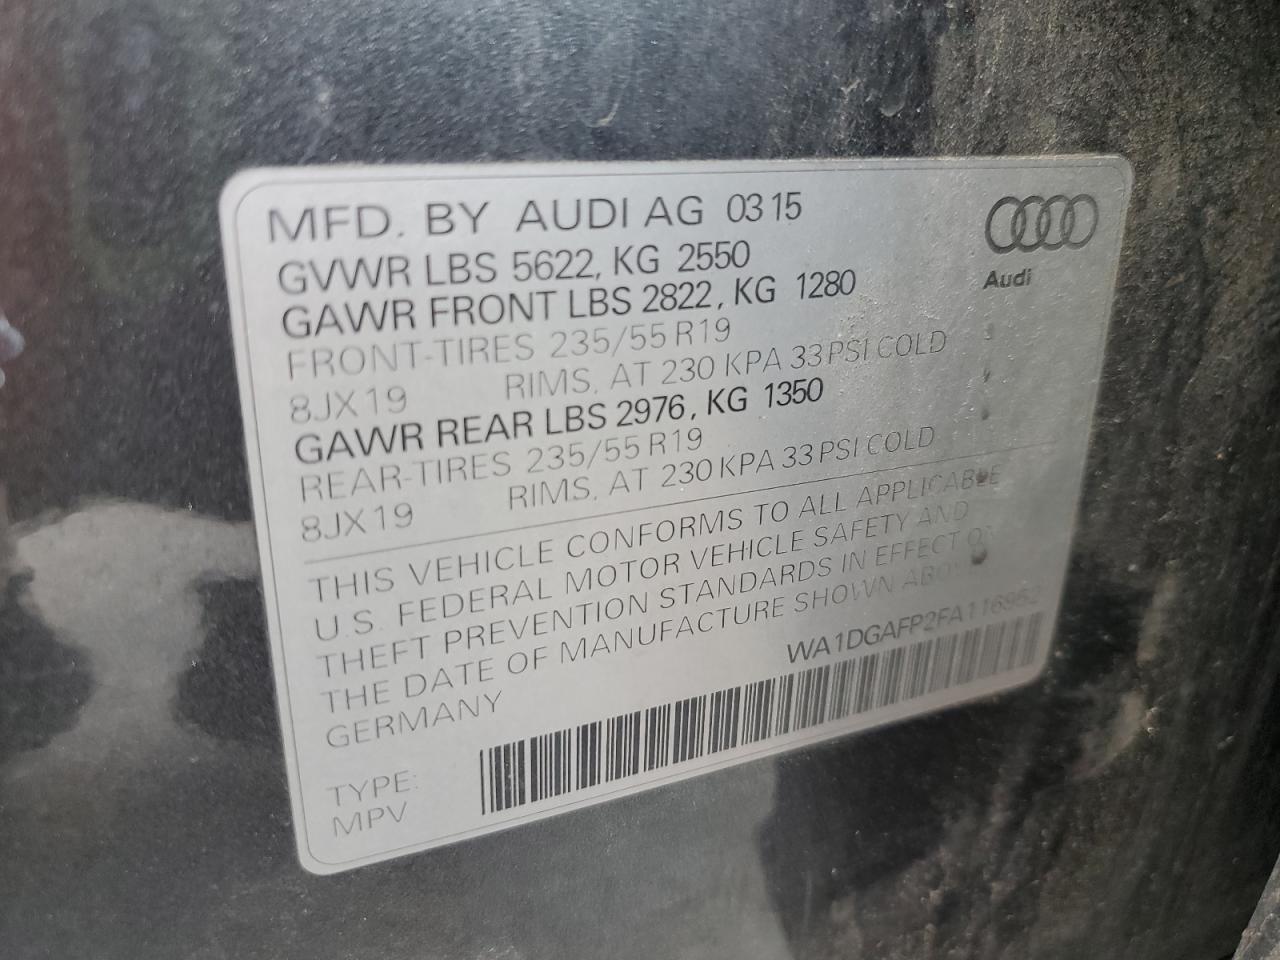 MFD. BY AUDI AG 03 15
GVWR LBS 5622, KG 2550
GAWR FRONT LBS 2822, KG 1280
FRONT-TIRES 235/55 R19
8JX19 RIMS, AT 230 KPA 33 PSI COLD
GAWR REAR LBS 2976, KG 1350
REAR-TIRES 235/55 R19
8JX19 RIMS, AT 230 KPA 33 PSI COLD
THIS VEHICLE CONFORMS TO ALL APPLICABLE
U.S. FEDERAL MOTOR VEHICLE SAFETY AND
THEFT PREVENTION STANDARDS IN EFFECT ON
THE DATE OF MANUFACTURE SHOWN ABOVE
GERMANY
TYPE:
MPV
Audi